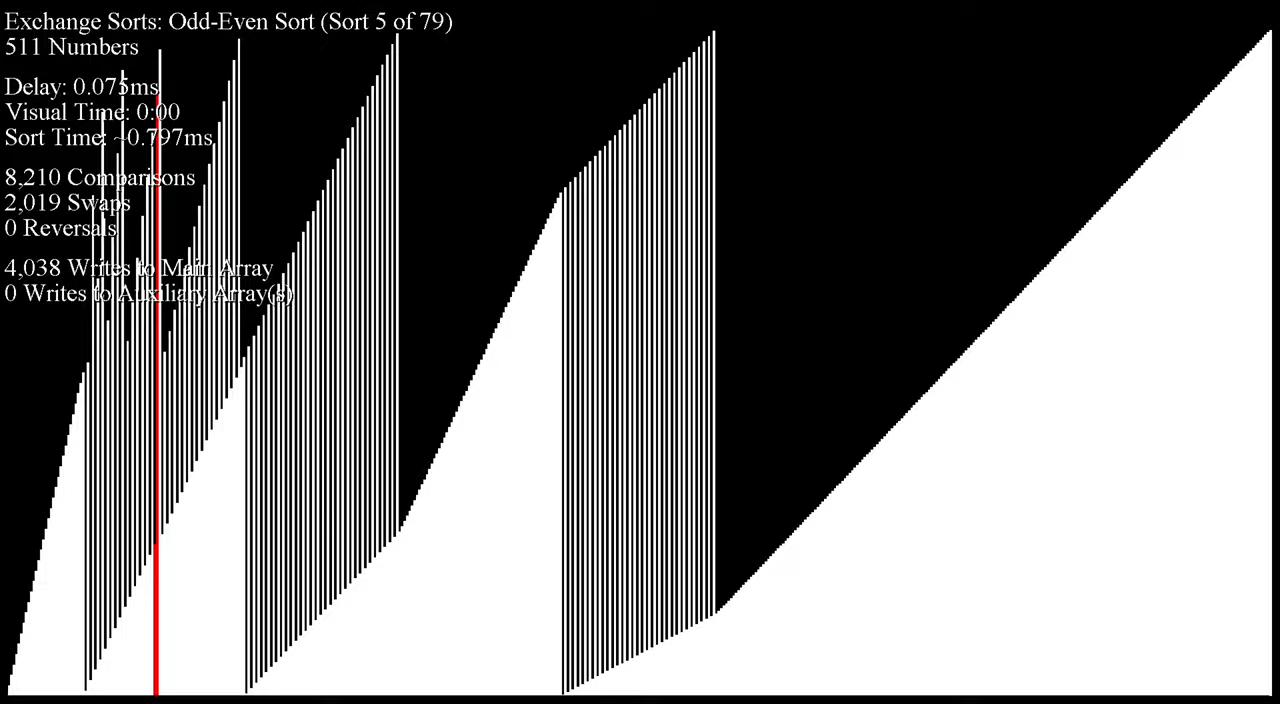 Exchange Sorts: Odd-Even Sort (Sort 5 of 79)
511 Numbers
Delay: 0.075ms
Visual Time: 0:00
Sort Time: ~0.797ms
8,210 Comparisons
2,019 Swaps
0 Reversals
4,038 Writes to Main Array
0 Writes to Auxiliary Array(s)